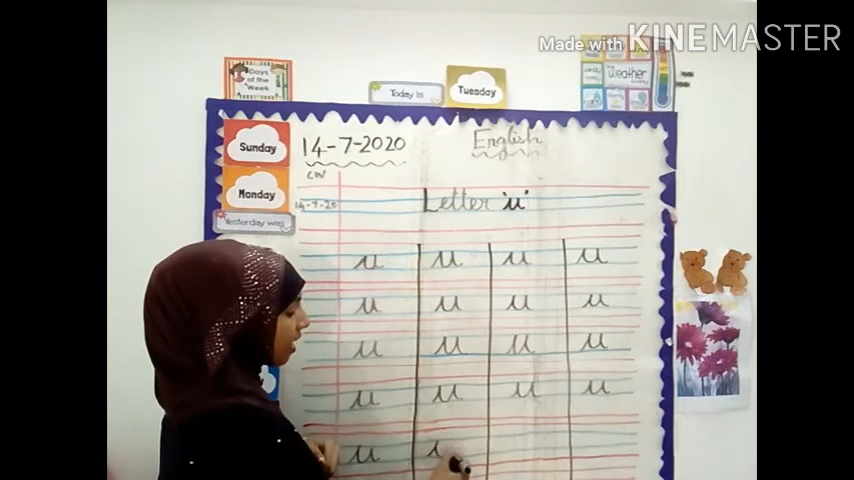 Made with KINEMASTER
Days of the Week
Today is
Tuesday
Weather
Sunday
14-7-2020
English
CW
Monday
14-7-20
Letter 'u'
Yesterday was
u u u u
u u u u
u u u u
u u u u
u